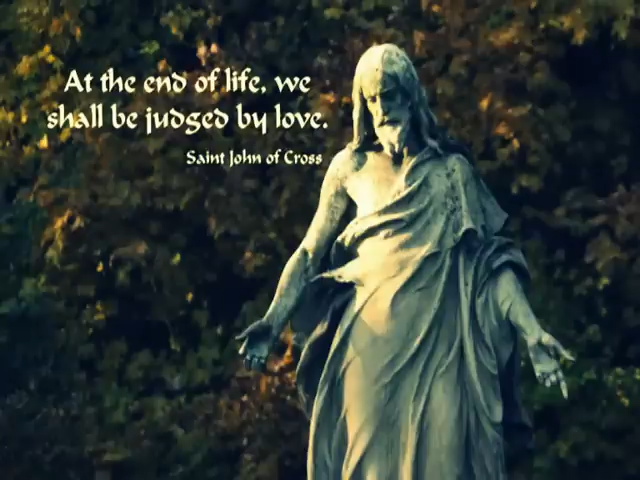 At the end of life, we
shall be judged by love.
Saint John of Cross